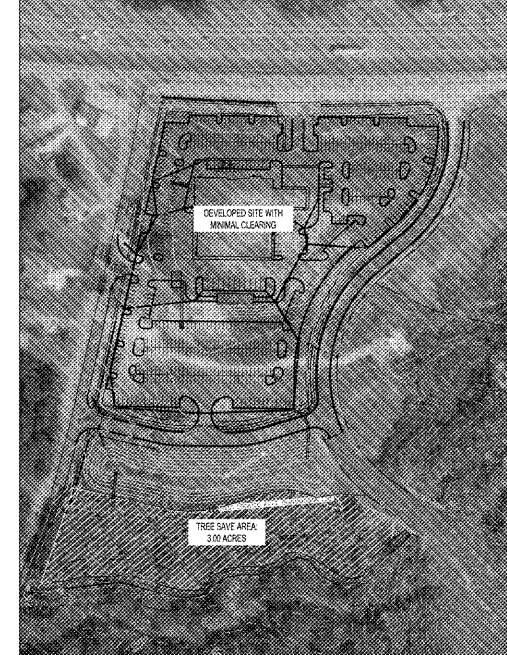 DEVELOPED SITE WITH
MINIMAL CLEARING
TREE SAVE AREA:
3.00 ACRES